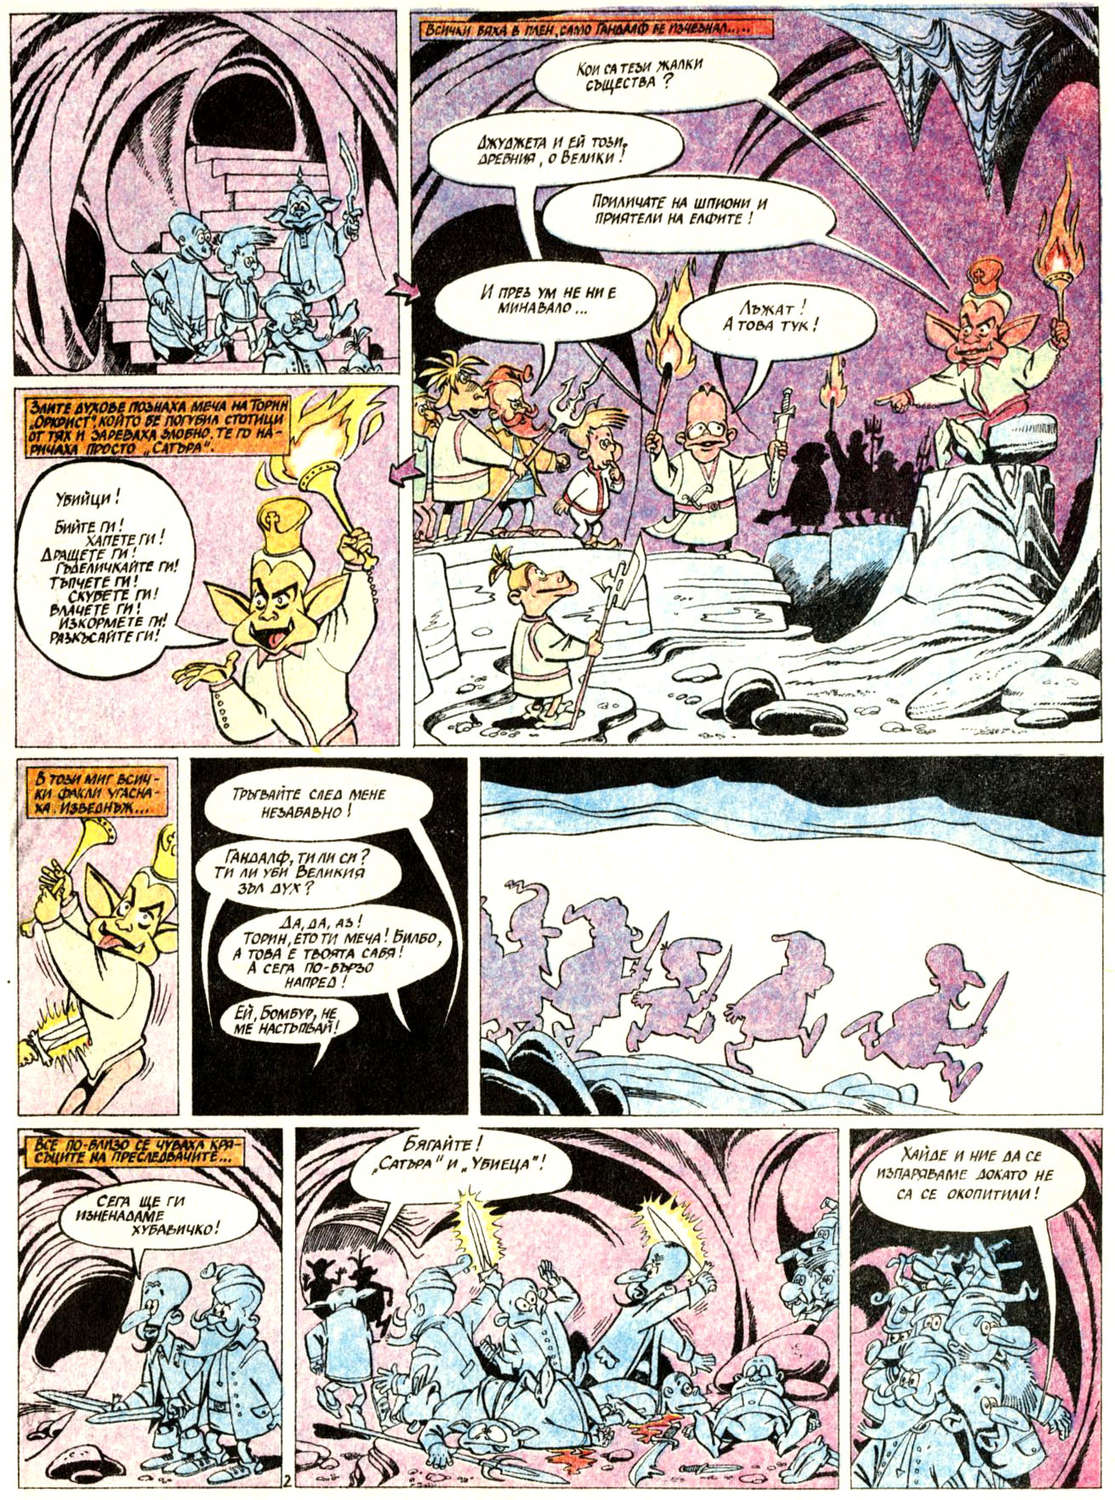 Всички бяха в плен, само Гандалф бе изчезнал.....
Кои са тези жалки
същества?
Джуджета и ей този,
древния, о Велики!
Приличате на шпиони и
приятели на елфите!
И през ум не ни е
минавало...
Лъжат!
А това тук!
Злите духове познаха меча на Торин
„Оркрист“, който бе погубил стотици
от тях и зареваха злобно. Те го на-
ричаха просто „Сатъра“.
Убийци!
Бийте ги!
Хапете ги!
Дращете ги!
Гъделичкайте ги!
Тъпчете ги!
Скубете ги!
Влачете ги!
Изкормете ги!
Разкъсайте ги!
В този миг всич-
ки факли угасна-
ха. Изведнъж...
Тръгвайте след мене
незабавно!
Гандалф, ти ли си?
Ти ли уби Великия
зъл дух?
Да, да, аз!
Торин, ето ти меча! Билбо,
а това е твоята сабя!
А сега по-бързо
напред!
Ей, Бомбур, не
ме настъпвай!
Все по-близо се чуваха кря-
съците на преследвачите...
Сега ще ги
изненадаме
хубавичко!
2
Бягайте!
„Сатъра“ и „Убиеца“!
Хайде и ние да се
изпаряваме докато не
са се окопитили!